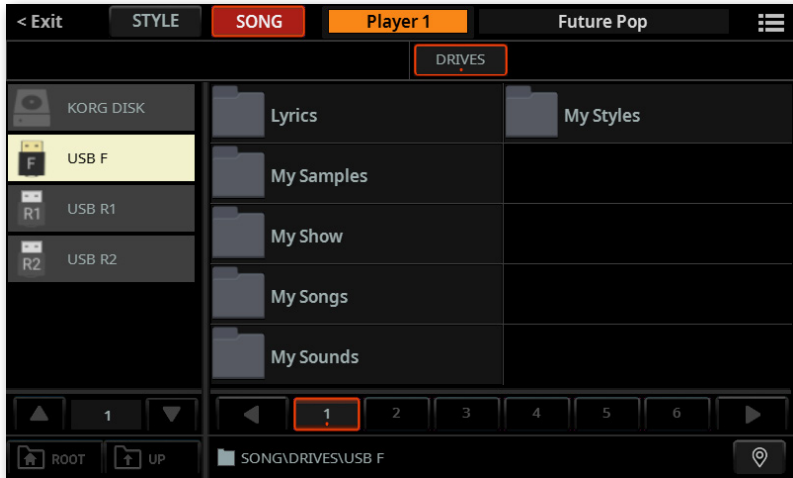 < Exit STYLE SONG Player 1 Future Pop
DRIVES
KORG DISK
F USB F
R1 USB R1
R2 USB R2
Lyrics My Styles
My Samples
My Show
My Songs
My Sounds
1 1 2 3 4 5 6
ROOT UP SONG\DRIVES\USB F